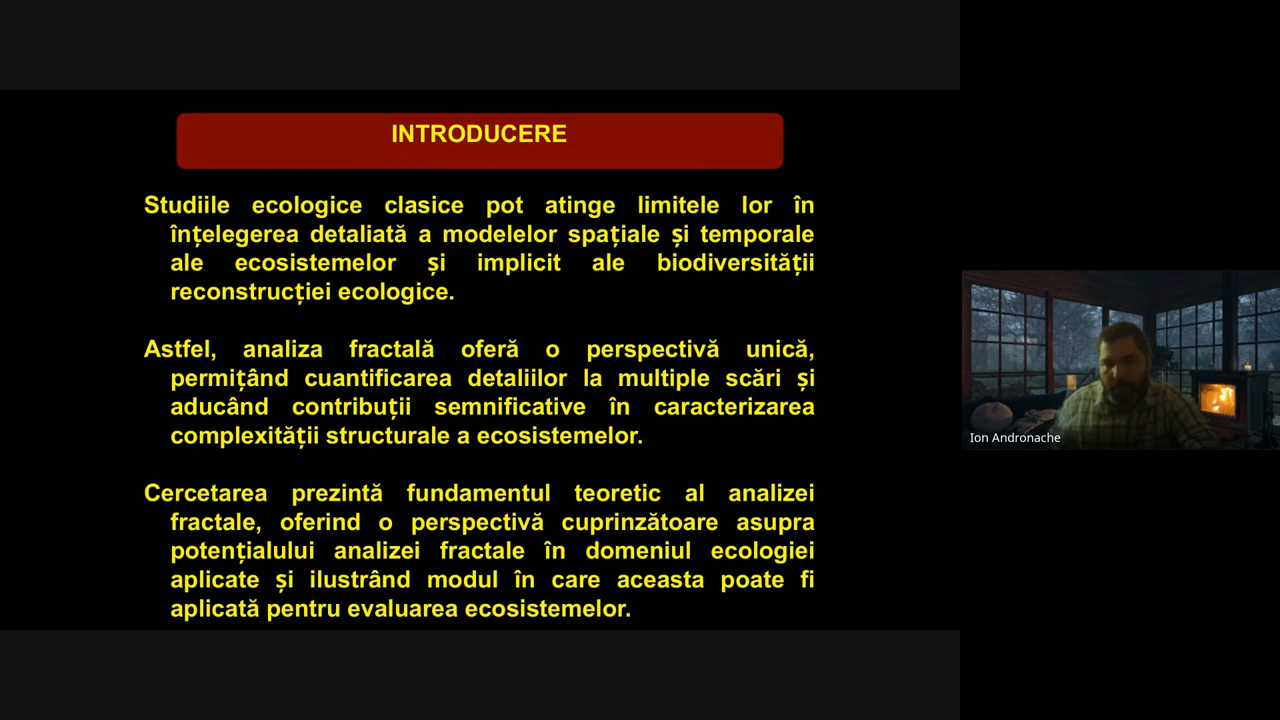 INTRODUCERE
Studiile ecologice clasice pot atinge limitele lor în
înțelegerea detaliată a modelelor spațiale și temporale
ale ecosistemelor și implicit ale biodiversității
reconstrucției ecologice.
Astfel, analiza fractală oferă o perspectivă unică,
permițând cuantificarea detaliilor la multiple scări și
aducând contribuții semnificative în caracterizarea
complexității structurale a ecosistemelor.
Cercetarea prezintă fundamentul teoretic al analizei
fractale, oferind o perspectivă cuprinzătoare asupra
potențialului analizei fractale în domeniul ecologiei
aplicate și ilustrând modul în care aceasta poate fi
aplicată pentru evaluarea ecosistemelor.
Ion Andronache